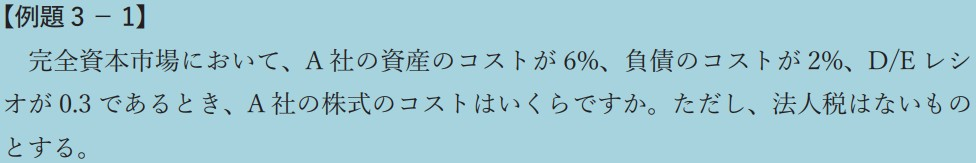 【例題 3 − 1】
完全資本市場において、A 社の資産のコストが 6%、負債のコストが 2%、D/E レシ
オが 0.3 であるとき、A 社の株式のコストはいくらですか。ただし、法人税はないもの
とする。